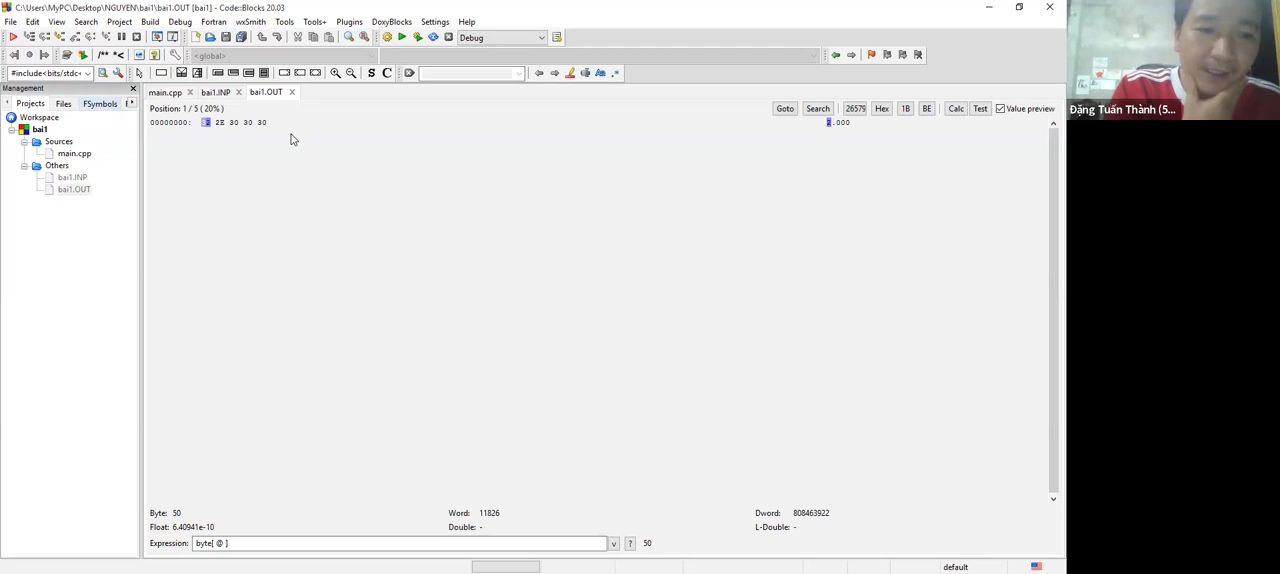 C:\Users\MyPC\Desktop\NGUYEN\bai1\bai1.OUT [bai1] - Code::Blocks 20.03
File Edit View Search Project Build Debug Fortran wxSmith Tools Tools+ Plugins DoxyBlocks Settings Help
Debug
<global>
#include<bits/stdc<
S C
Management
Projects Files FSymbols
Workspace
bai1
Sources
main.cpp
Others
bai1.INP
bai1.OUT
main.cpp bai1.INP bai1.OUT
Position: 1 / 5 ( 20% )
Goto Search 26579 Hex 1B BE Calc Test Value preview
00000000: 2 2E 30 30 30 2.000
Byte: 50 Word: 11826 Dword: 808463922
Float: 6.40941e-10 Double: - L-Double: -
Expression: byte[ @ ] v ? 50
default
Đặng Tuấn Thành (5...